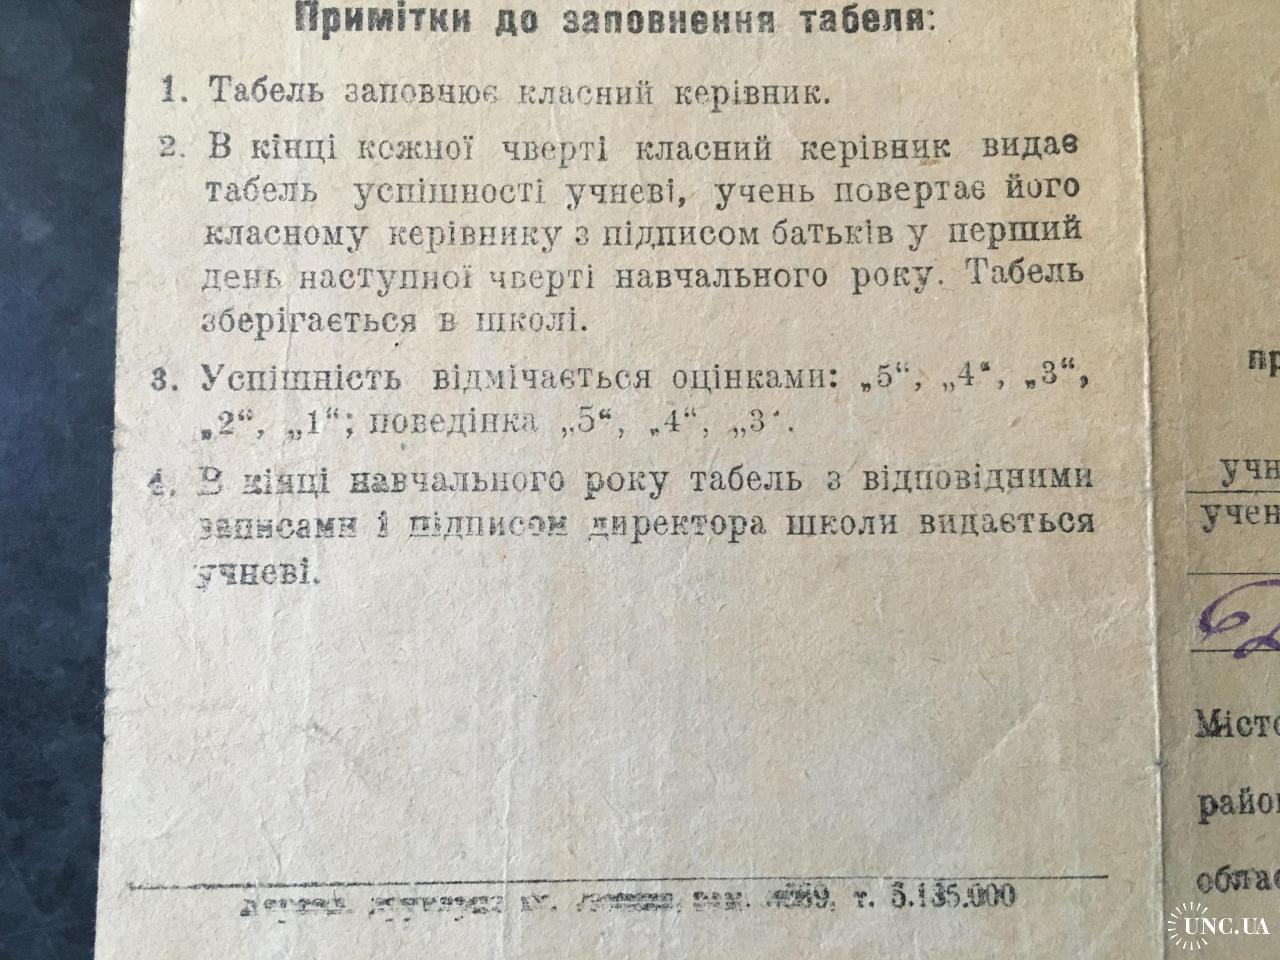 Примітки до заповнення табеля:
1. Табель заповнює класний керівник.
2. В кінці кожної чверті класний керівник видає
табель успішності учневі, учень повертає його
класному керівнику з підписом батьків у перший
день наступної чверті навчального року. Табель
зберігається в школі.
3. Успішність відмічається оцінками: „5“, „4“, „3“,
„2“, „1“; поведінка „5“, „4“, „3“.
4. В кінці навчального року табель з відповідними
записами і підписом директора школи видається
учневі.
т. 5.135.000
пр
учн
учен
Місто
район
облас
UNC.UA